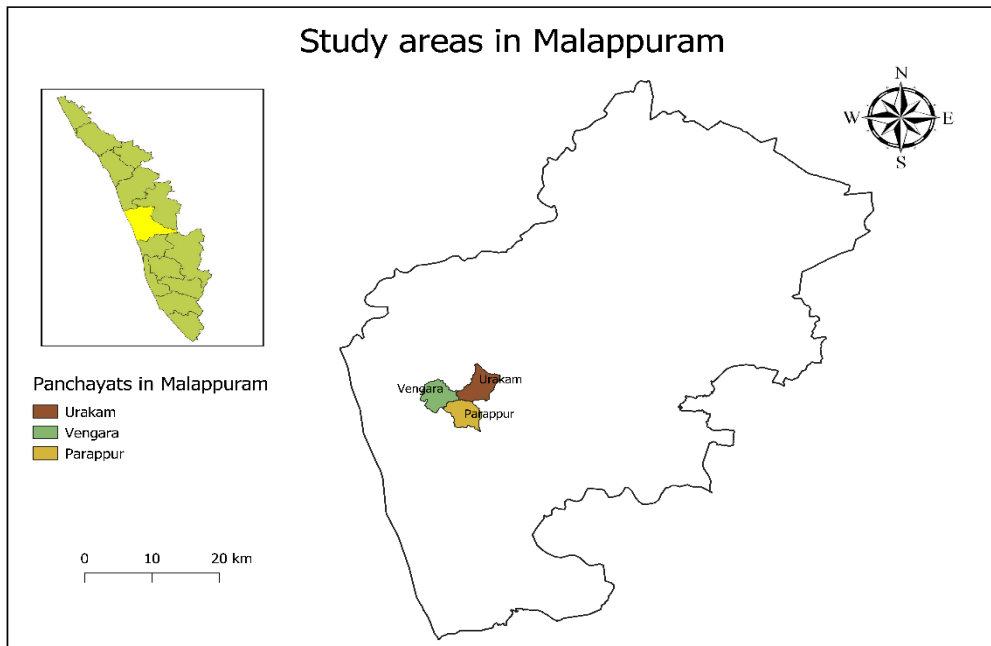 Study areas in Malappuram
N
W E
S
Panchayats in Malappuram
Urakam
Vengara
Parappur
0 10 20 km
Urakam
Vengara
Parappur